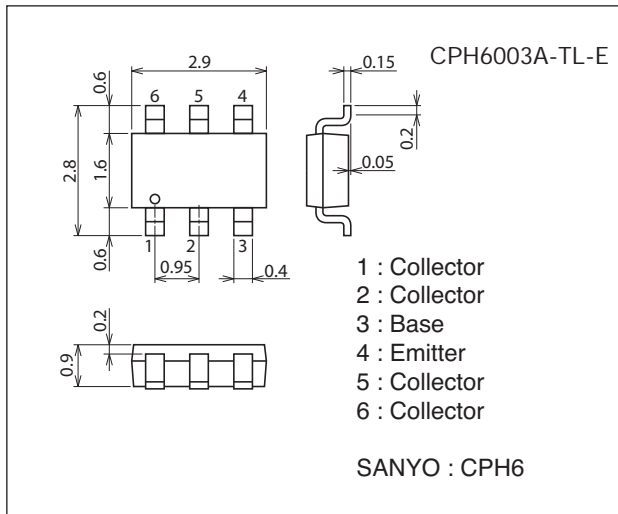 CPH6003A-TL-E
2.9
0.15
0.6
6
5
4
0.2
2.8
1.6
0.05
0.6
1
2
3
0.95
0.4
1 : Collector
2 : Collector
3 : Base
4 : Emitter
5 : Collector
6 : Collector
0.2
0.9
SANYO : CPH6